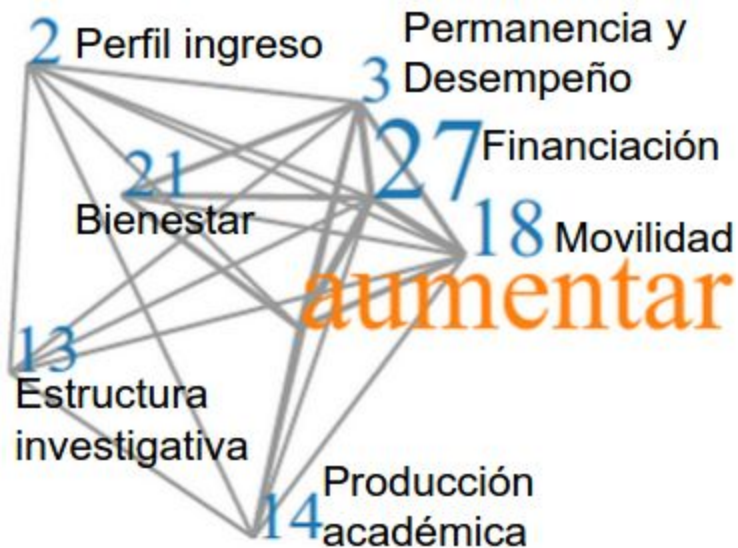 2 Perfil ingreso
Permanencia y
3 Desempeño
27 Financiación
21
Bienestar
18 Movilidad
aumentar
13
Estructura
investigativa
Producción
14 académica